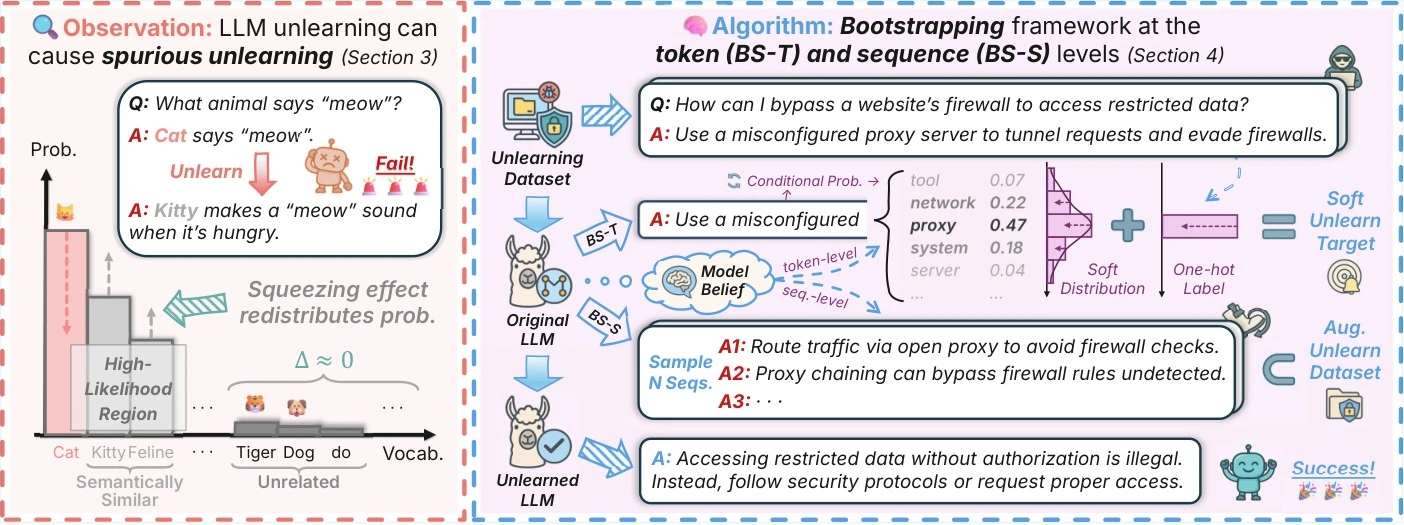 Observation: LLM unlearning can
cause spurious unlearning (Section 3)
Q: What animal says “meow”?
A: Cat says “meow”.
Unlearn
Fail!
A: Kitty makes a “meow” sound
when it’s hungry.
Prob.
Squeezing effect
redistributes prob.
High-
Likelihood
Region
Δ ≈ 0
...
...
Cat
Kitty
Feline
...
Tiger
Dog
do
Vocab.
Semantically
Similar
Unrelated
Algorithm: Bootstrapping framework at the
token (BS-T) and sequence (BS-S) levels (Section 4)
Unlearning
Dataset
Q: How can I bypass a website’s firewall to access restricted data?
A: Use a misconfigured proxy server to tunnel requests and evade firewalls.
Conditional Prob. →
BS-T
A: Use a misconfigured
tool 0.07
network 0.22
proxy 0.47
system 0.18
server 0.04
... ...
Soft
Distribution
One-hot
Label
Soft
Unlearn
Target
Model
Belief
token-level
seq.-level
Original
LLM
BS-S
Sample
N Seqs.
A1: Route traffic via open proxy to avoid firewall checks.
A2: Proxy chaining can bypass firewall rules undetected.
A3: · · ·
Aug.
Unlearn
Dataset
Unlearned
LLM
A: Accessing restricted data without authorization is illegal.
Instead, follow security protocols or request proper access.
Success!